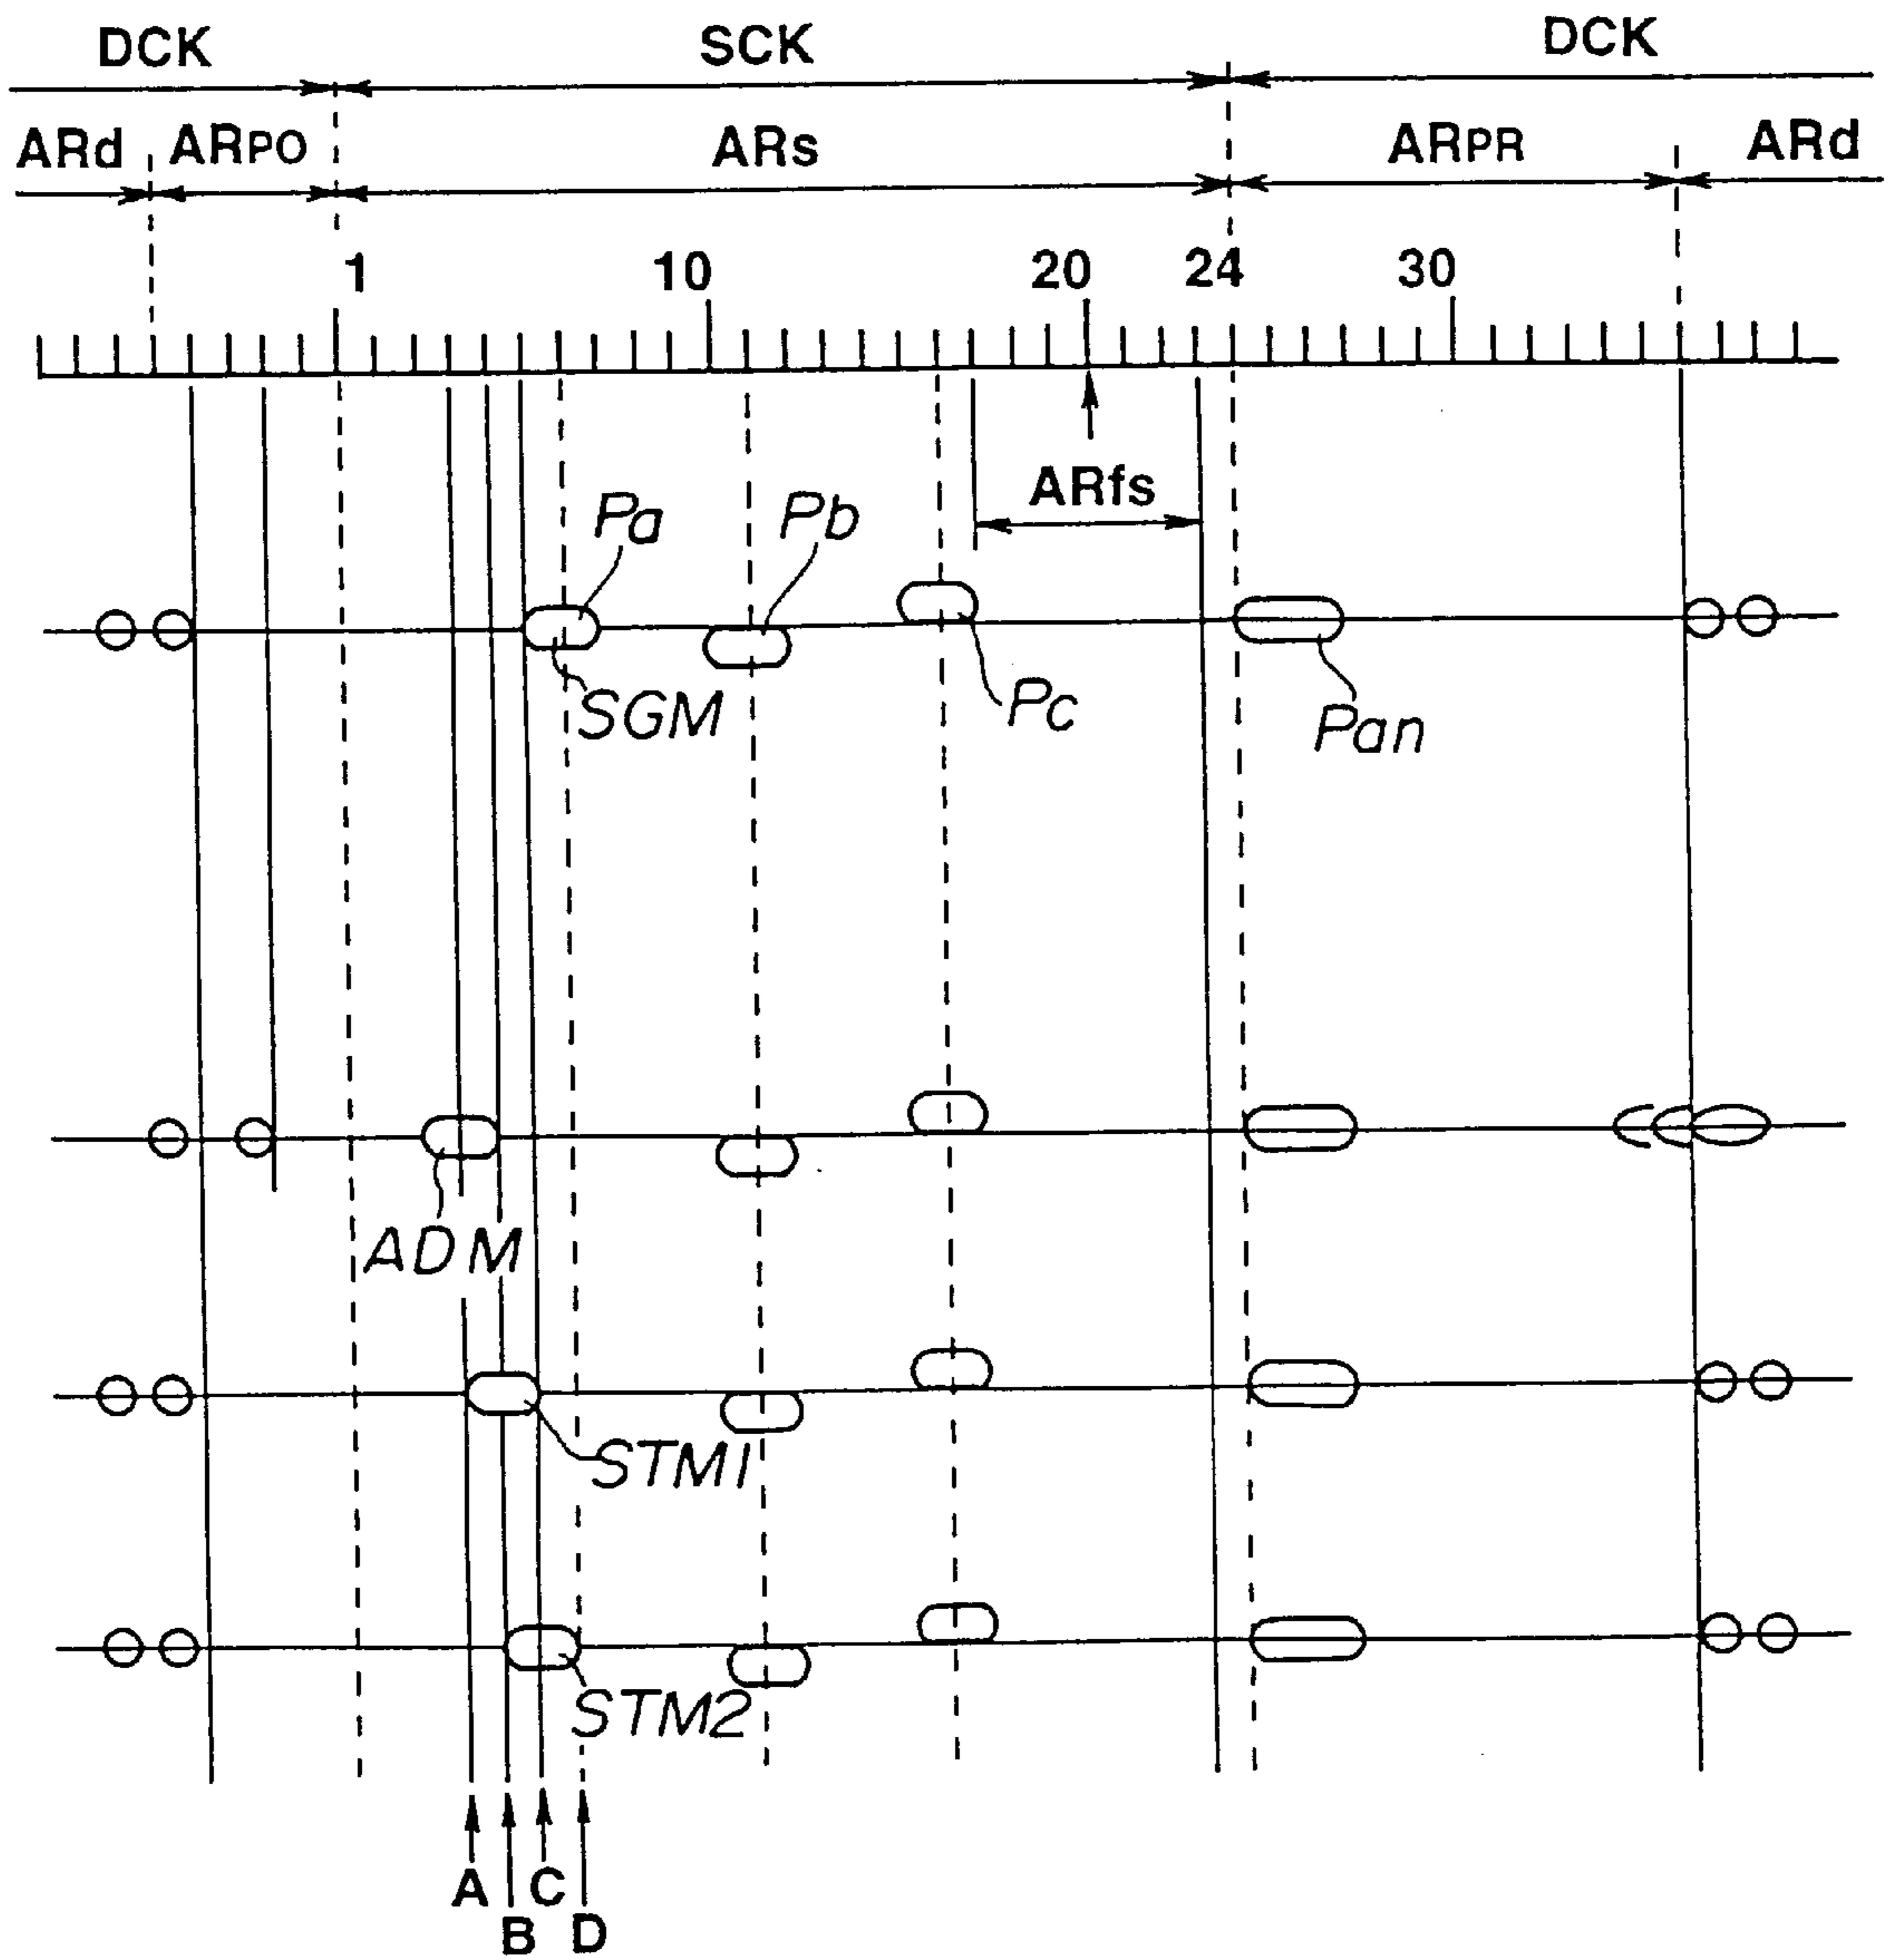 DCK SCK DCK
ARd ARPO ARs ARPR ARd
1 10 20 24 30
ARfs
Pa Pb
SGM Pc Pan
ADM
STM1
STM2
A C
B D